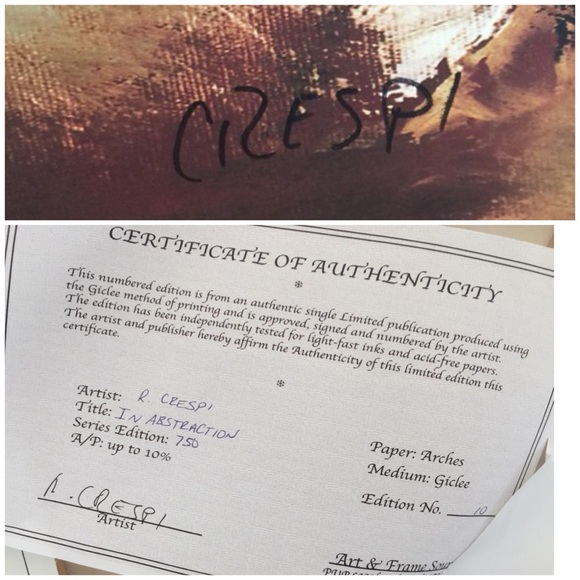 CRESPI
CERTIFICATE OF AUTHENTICITY
*
This numbered edition is from an authentic single Limited publication produced using
the Giclee method of printing and is approved, signed and numbered by the artist.
The edition has been independently tested for light-fast inks and acid-free papers.
The artist and publisher hereby affirm the Authenticity of this limited edition this
certificate.
*
Artist: R. CRESPI
Title: IN ABSTRACTION
Series Edition: 750
A/P: up to 10%
Paper: Arches
Medium: Giclee
Edition No. 10
R. CRESPI
Artist
Art & Frame